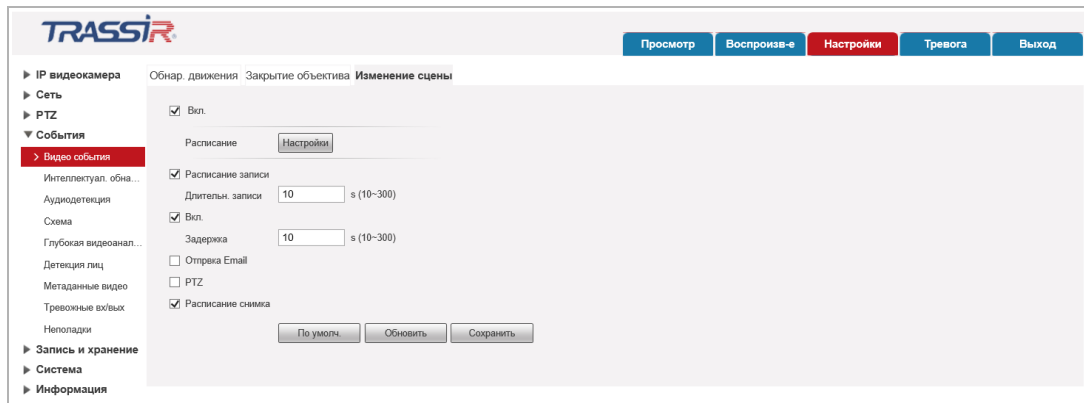 TRASSIR
Просмотр Воспроизв-е Настройки Тревога Выход
IP видеокамера
Сеть
PTZ
События
Видео события
Интеллектуал. обна...
Аудиодетекция
Схема
Глубокая видеоанал...
Детекция лиц
Метаданные видео
Тревожные вх/вых
Неполадки
Запись и хранение
Система
Информация
Обнар. движения Закрытие объектива Изменение сцены
Вкл.
Расписание Настройки
Расписание записи
Длительн. записи 10 s (10~300)
Вкл.
Задержка 10 s (10~300)
Отпрвка Email
PTZ
Расписание снимка
По умолч. Обновить Сохранить